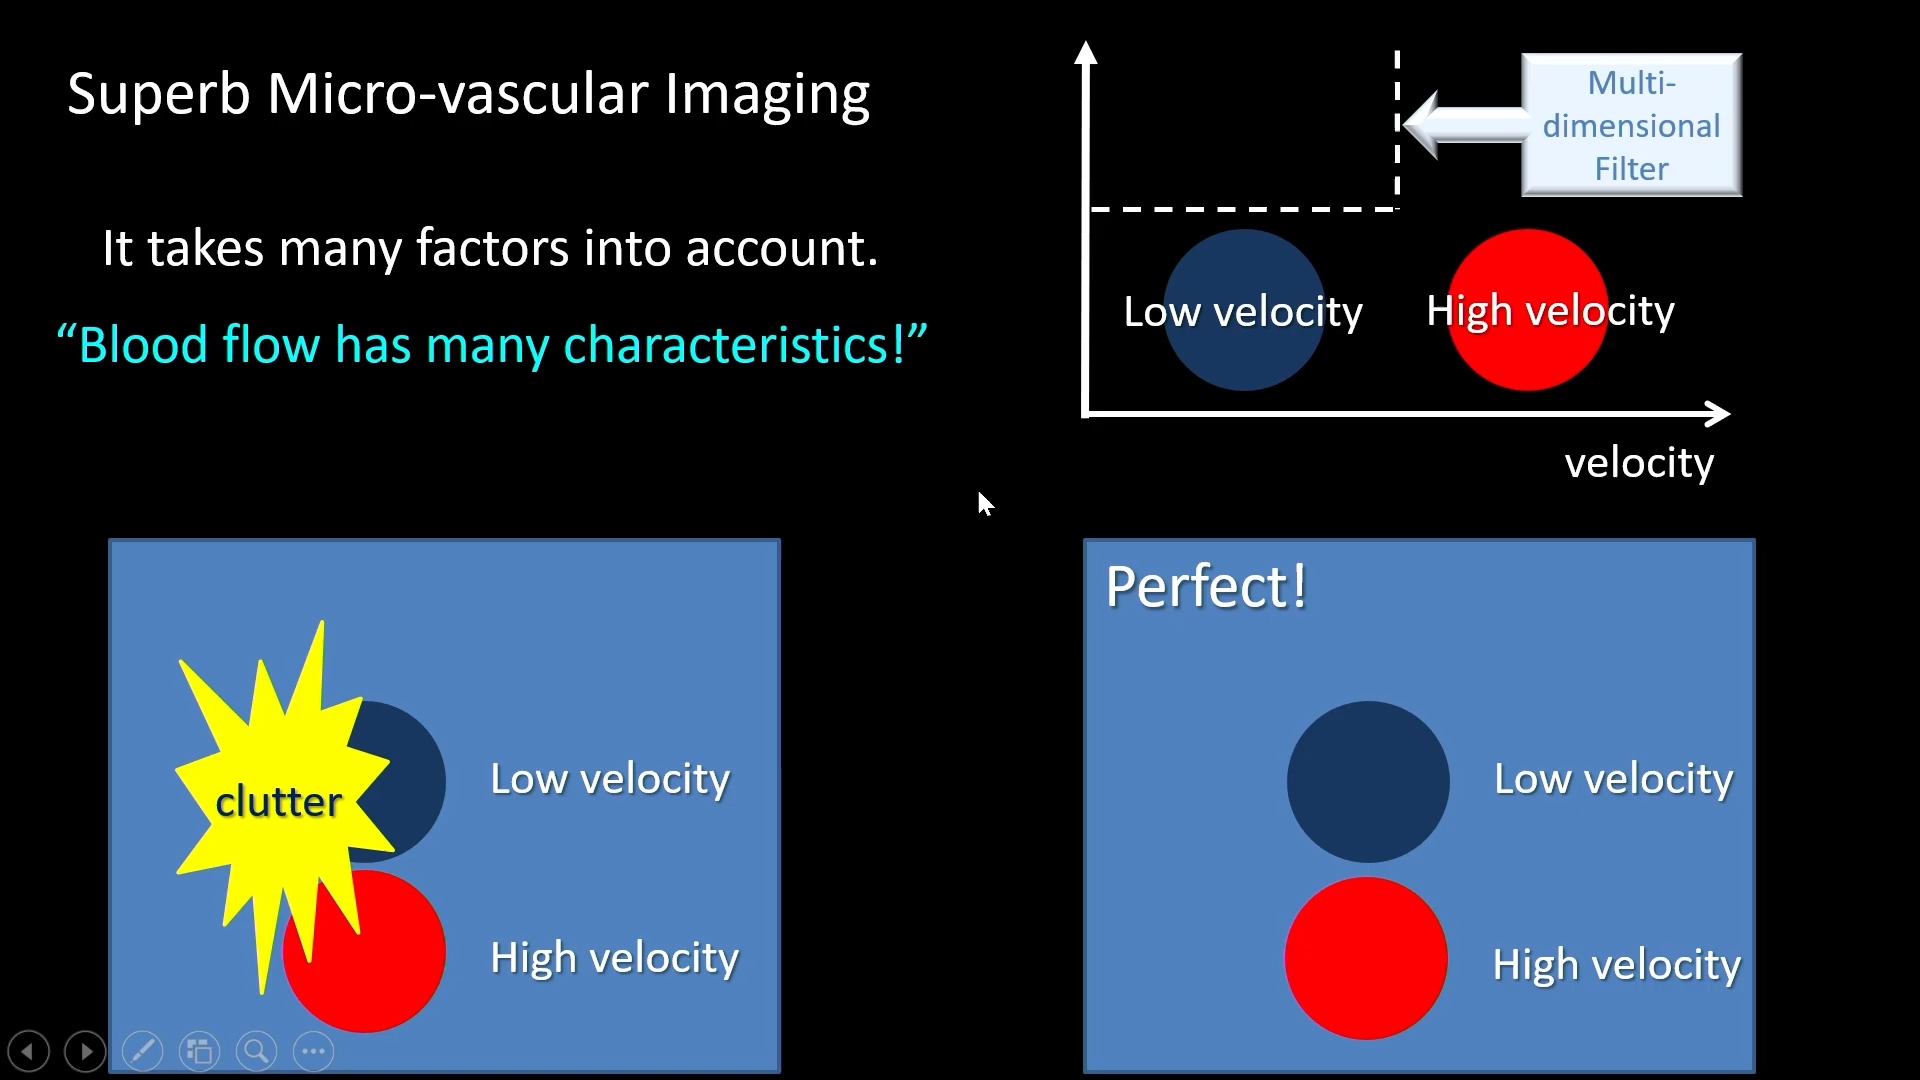 Superb Micro-vascular Imaging
It takes many factors into account.
“Blood flow has many characteristics!”
Multi-
dimensional
Filter
Low velocity
High velocity
velocity
clutter
Low velocity
High velocity
Perfect!
Low velocity
High velocity